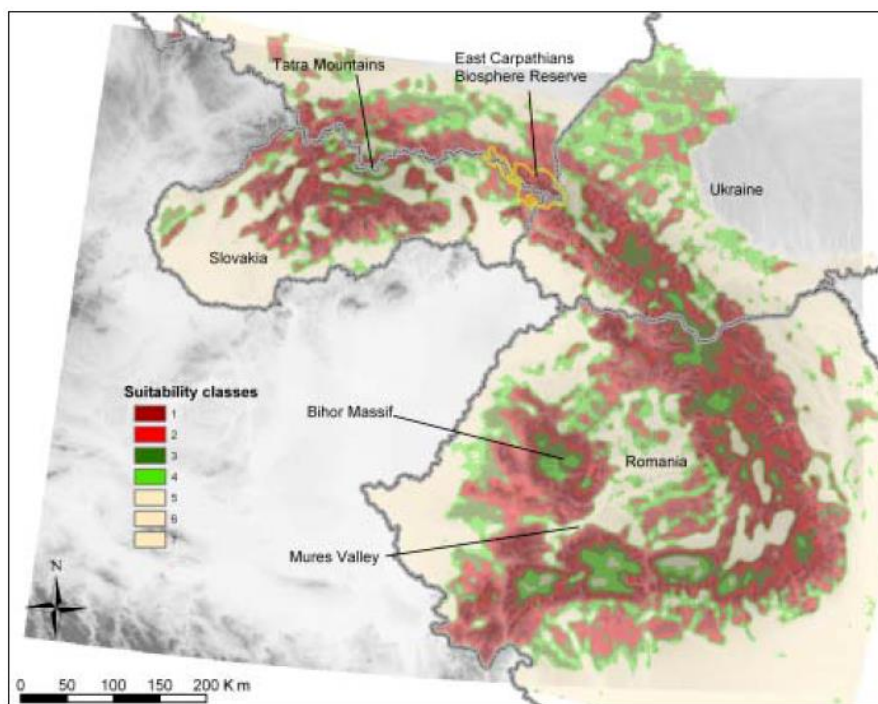 Tatra Mountains
East Carpathians
Biosphere Reserve
Ukraine
Slovakia
Suitability classes
1
2
3
4
5
6
7
Bihor Massif
Romania
Mures Valley
N
0 50 100 150 200 Km